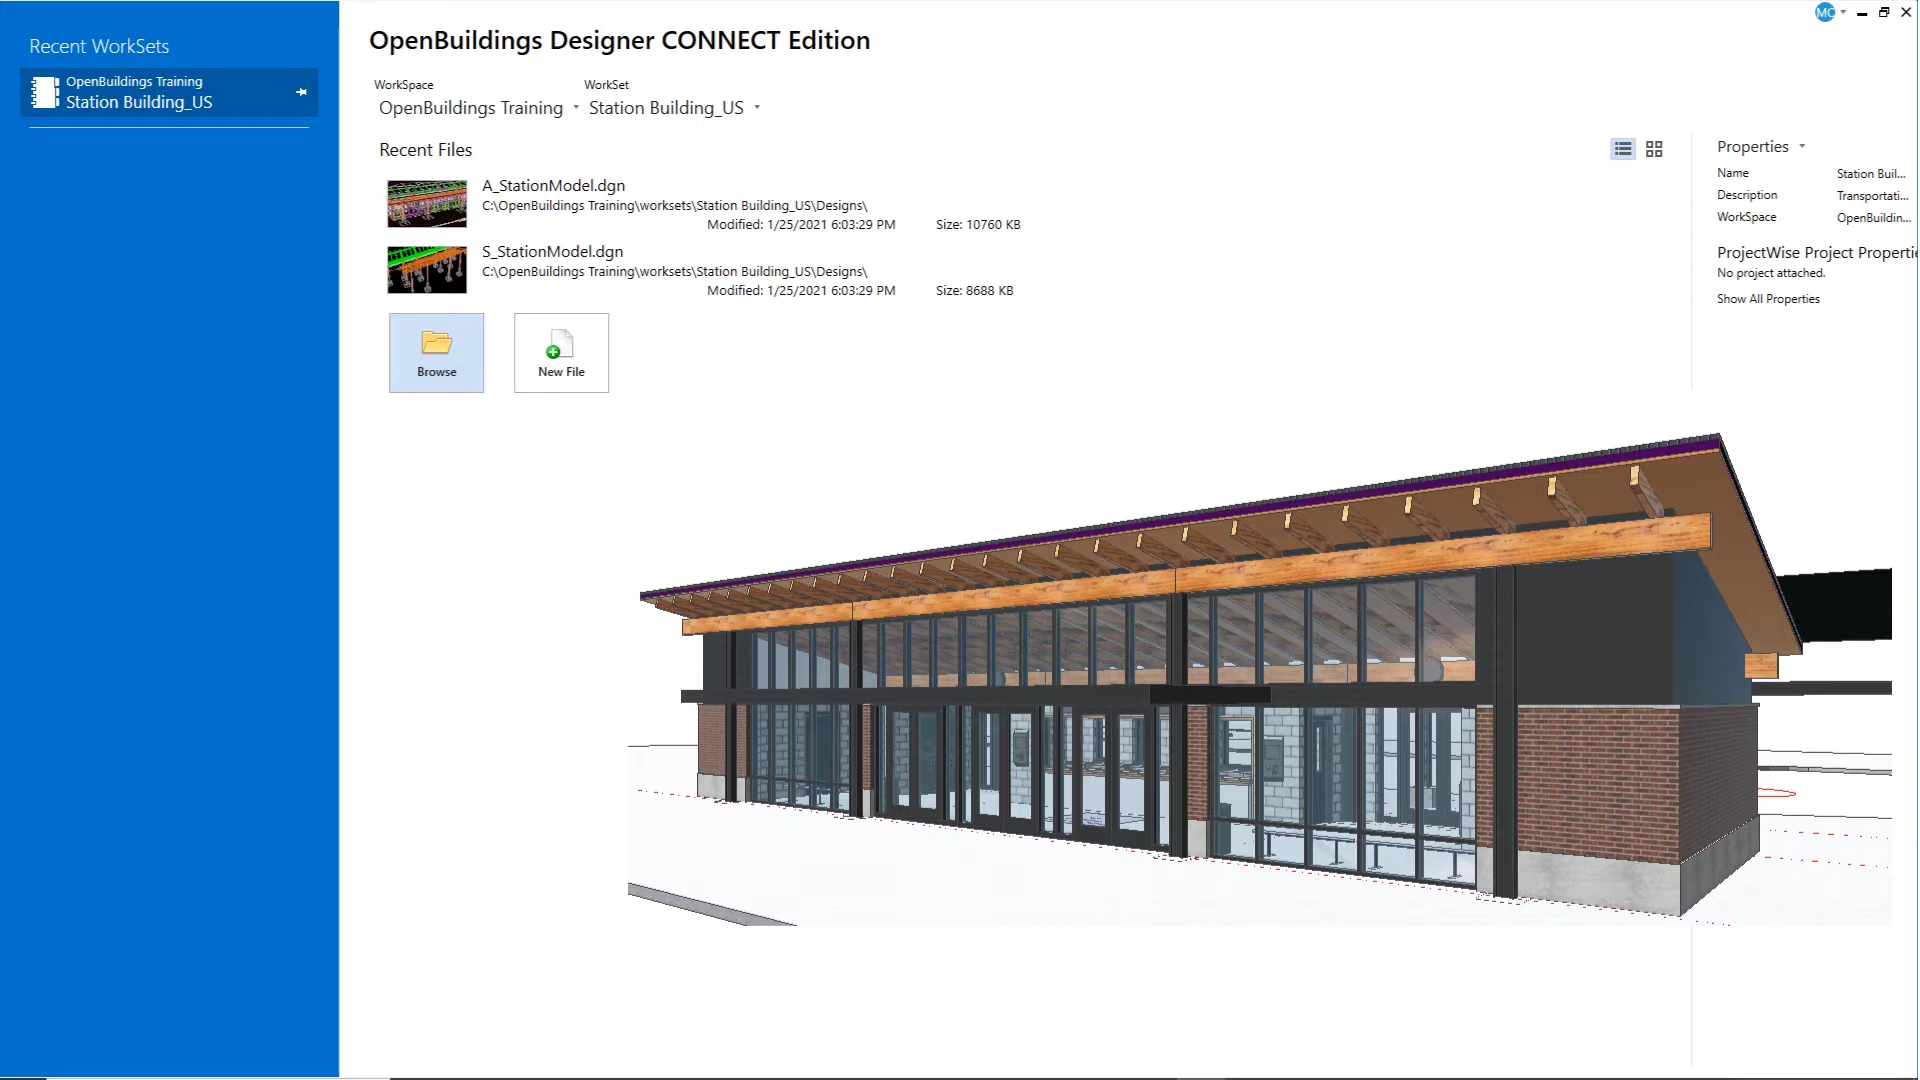 Recent WorkSets
OpenBuildings Training
Station Building_US
MC
OpenBuildings Designer CONNECT Edition
WorkSpace
WorkSet
OpenBuildings Training
Station Building_US
Recent Files
A_StationModel.dgn
C:\OpenBuildings Training\worksets\Station Building_US\Designs\
Modified: 1/25/2021 6:03:29 PM Size: 10760 KB
S_StationModel.dgn
C:\OpenBuildings Training\worksets\Station Building_US\Designs\
Modified: 1/25/2021 6:03:29 PM Size: 8688 KB
Browse
New File
Properties
Name Station Buil...
Description Transportati...
WorkSpace OpenBuildin...
ProjectWise Project Properti
No project attached.
Show All Properties